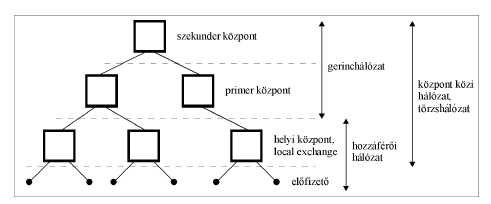 szekunder központ
gerinchálózat
központ közi
hálózat,
törzshálózat
primer központ
helyi központ,
local exchange
hozzáférői
hálózat
előfizető